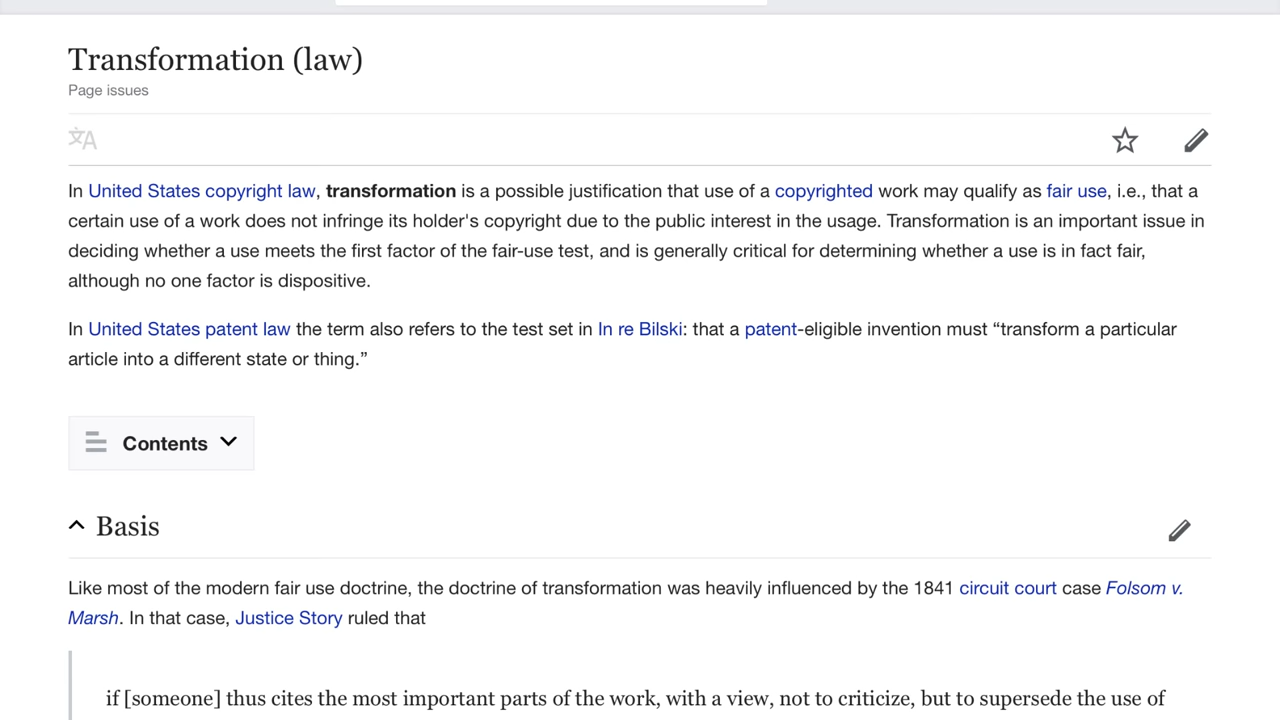 Transformation (law)
Page issues
文A
In United States copyright law, transformation is a possible justification that use of a copyrighted work may qualify as fair use, i.e., that a
certain use of a work does not infringe its holder's copyright due to the public interest in the usage. Transformation is an important issue in
deciding whether a use meets the first factor of the fair-use test, and is generally critical for determining whether a use is in fact fair,
although no one factor is dispositive.
In United States patent law the term also refers to the test set in In re Bilski: that a patent-eligible invention must “transform a particular
article into a different state or thing.”
Contents
Basis
Like most of the modern fair use doctrine, the doctrine of transformation was heavily influenced by the 1841 circuit court case Folsom v.
Marsh. In that case, Justice Story ruled that
if [someone] thus cites the most important parts of the work, with a view, not to criticize, but to supersede the use of